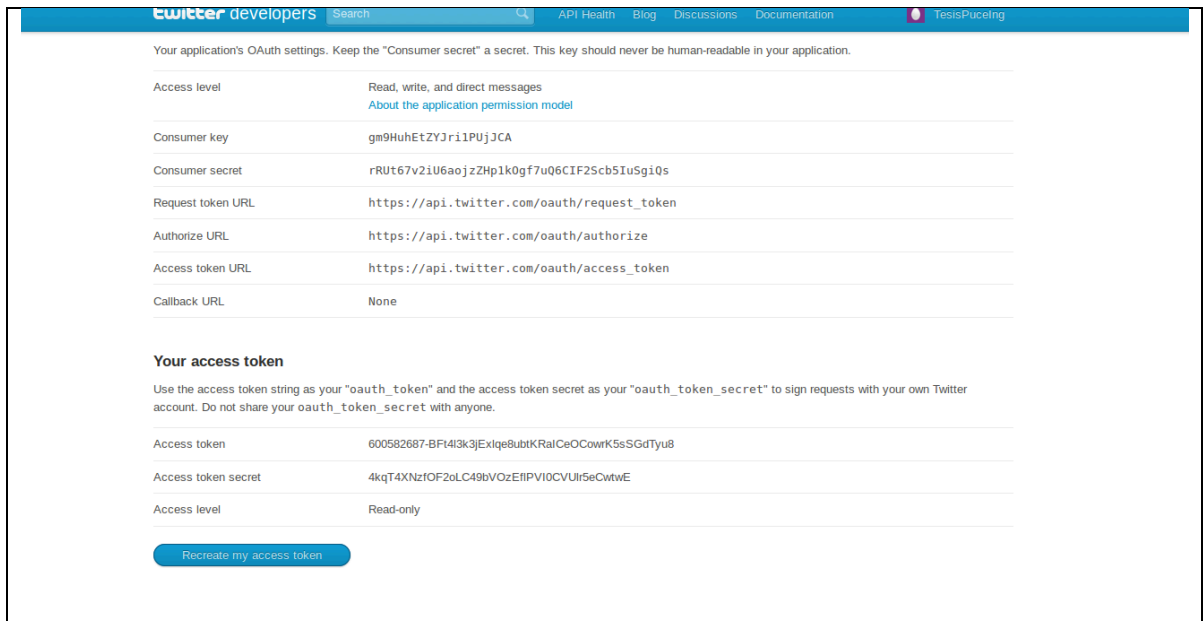 twitter developers Search API Health Blog Discussions Documentation TesisPuceIng
Your application's OAuth settings. Keep the "Consumer secret" a secret. This key should never be human-readable in your application.
Access level Read, write, and direct messages
About the application permission model
Consumer key gm9HuhEtZYJri1PUjJCA
Consumer secret rRUt67v2iU6aojzZHp1kOgf7uQ6CIF2Scb5IuSgiQs
Request token URL https://api.twitter.com/oauth/request_token
Authorize URL https://api.twitter.com/oauth/authorize
Access token URL https://api.twitter.com/oauth/access_token
Callback URL None
Your access token
Use the access token string as your "oauth_token" and the access token secret as your "oauth_token_secret" to sign requests with your own Twitter
account. Do not share your oauth_token_secret with anyone.
Access token
Access token secret
Access level Read-only
Recreate my access token